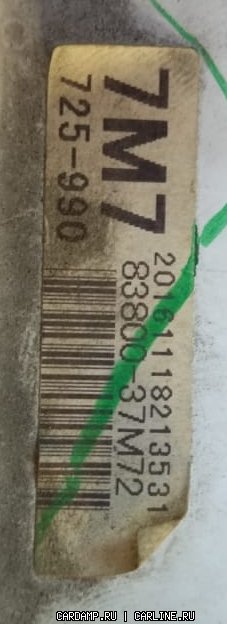 7M7
725-990
20161118213531
83800-37M72
CARDAMP.RU | CARLINE.RU